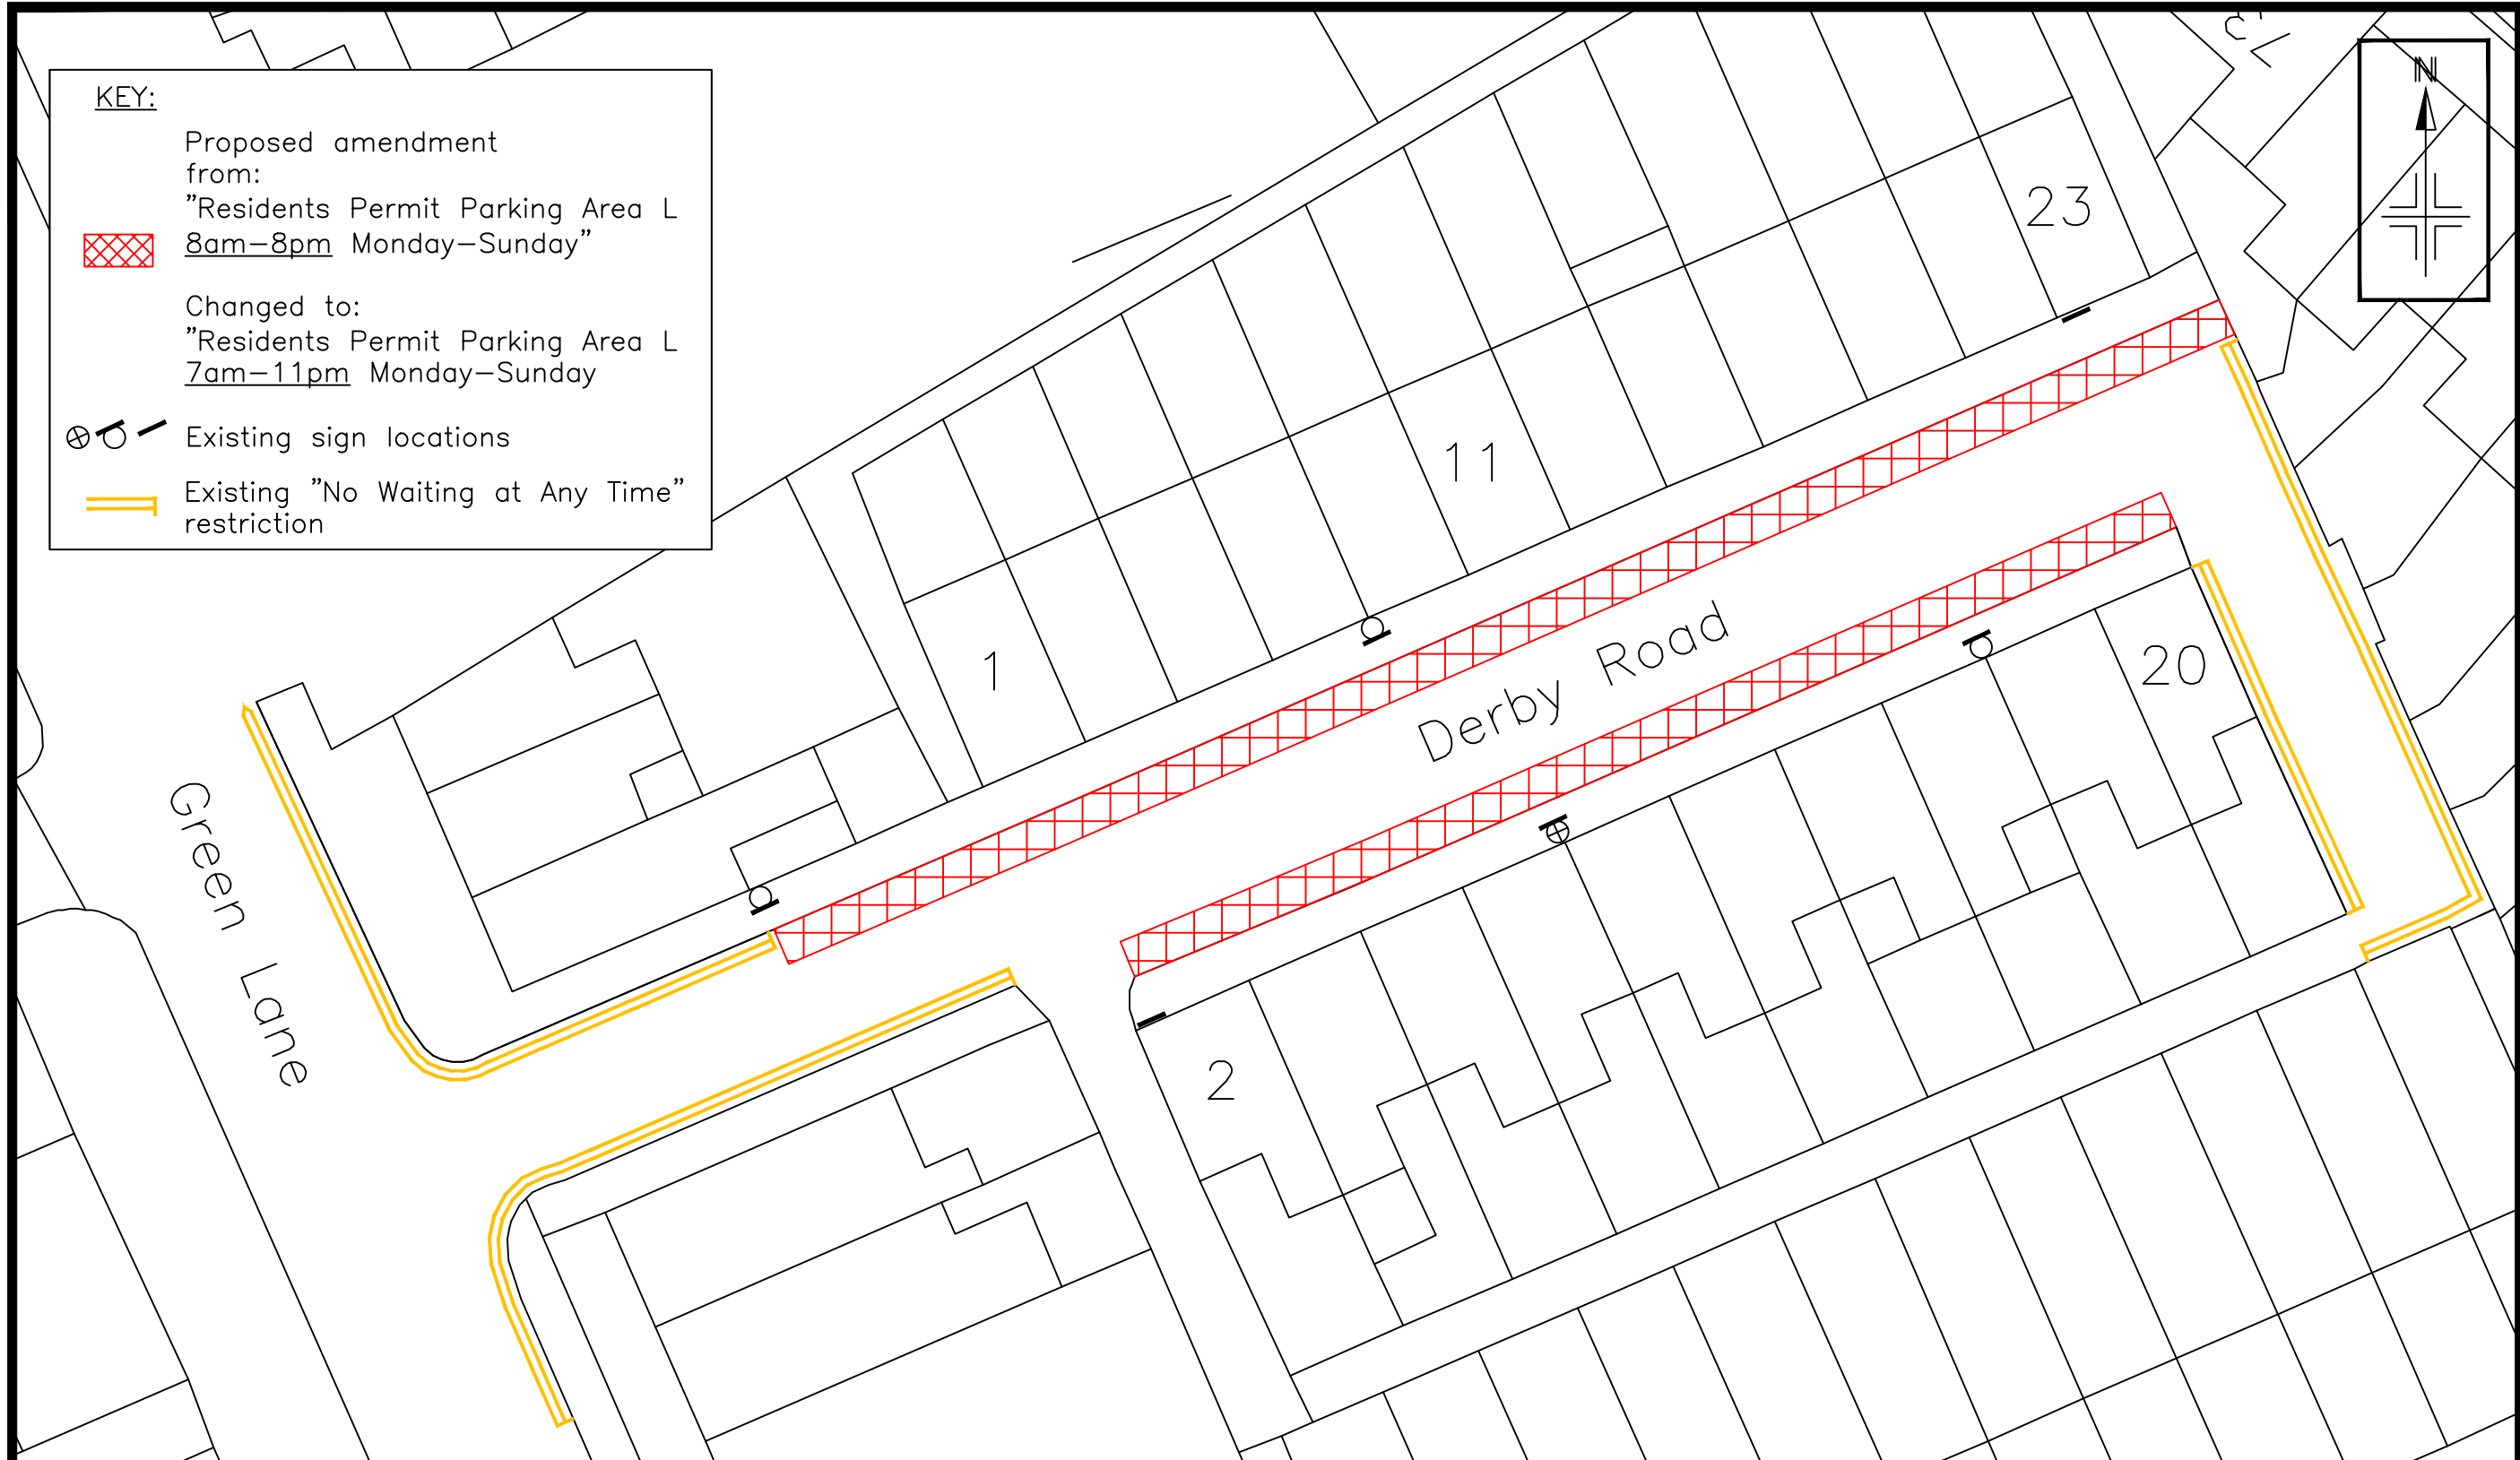 KEY:
Proposed amendment
from:
"Residents Permit Parking Area L
8am-8pm Monday-Sunday"
Changed to:
"Residents Permit Parking Area L
7am-11pm Monday-Sunday
Existing sign locations
Existing "No Waiting at Any Time"
restriction
N
23
11
1
Derby Road
20
2
Green Lane